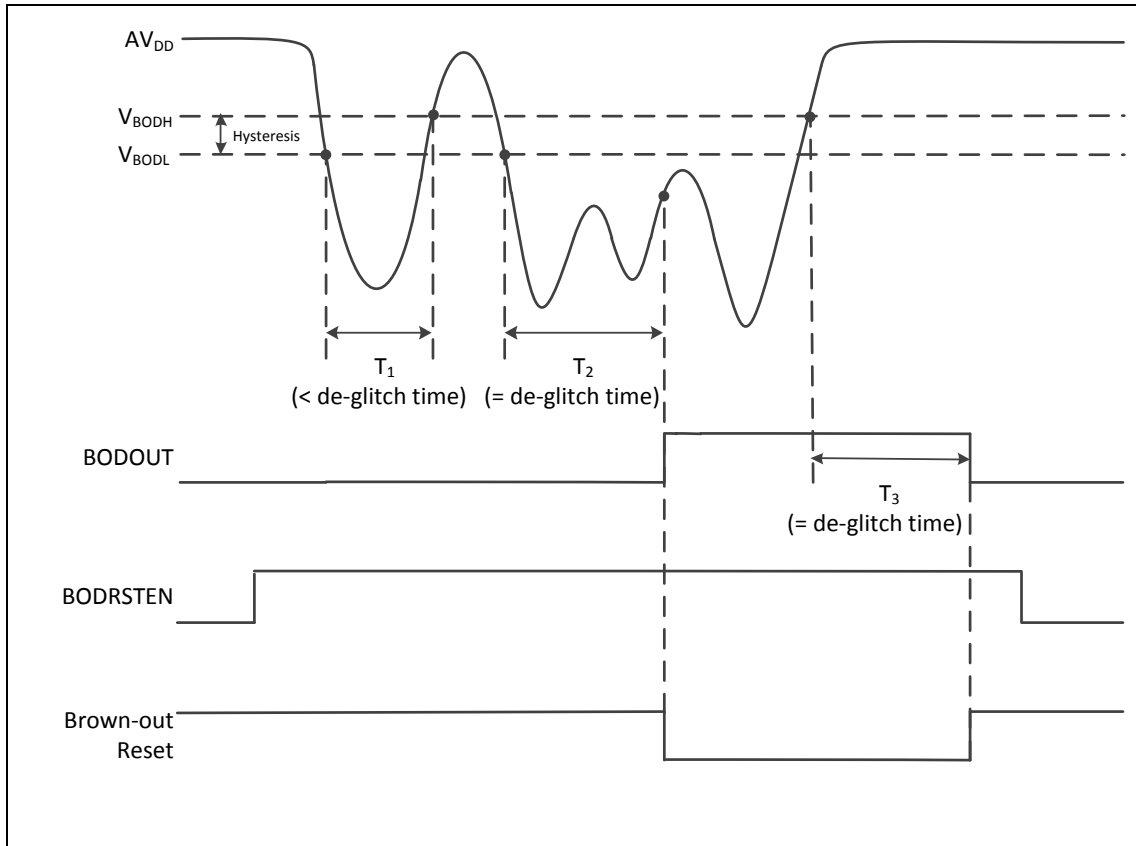 AVDD
VBODH
Hysteresis
VBODL
T1
(< de-glitch time)
T2
(= de-glitch time)
BODOUT
T3
(= de-glitch time)
BODRSTEN
Brown-out
Reset